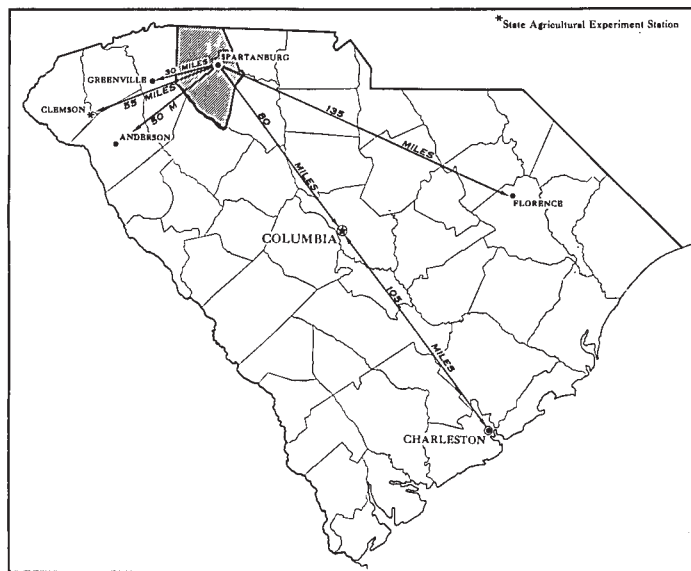 *State Agricultural Experiment Station
SPARTANBURG
30 MILES
GREENVILLE
55 MILES
CLEMSON
50 M
ANDERSON
80 MILES
135 MILES
FLORENCE
COLUMBIA
105 MILES
CHARLESTON